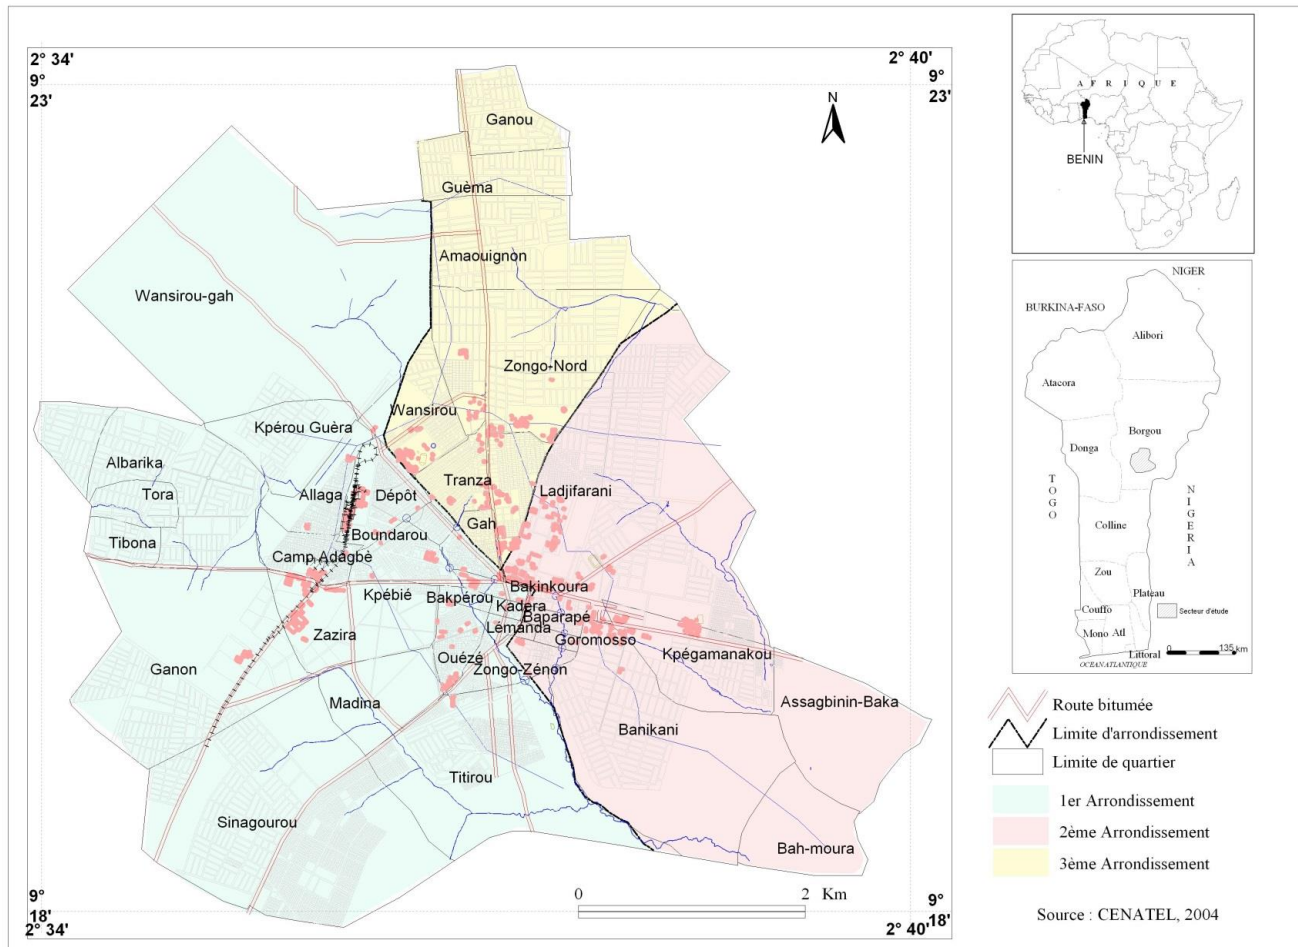 2° 34'
2° 40'
9°
23'
9°
23'
N
Ganou
Guèma
Amaouignon
Wansirou-gah
Zongo-Nord
Wansirou
Kpérou Guèra
Albarika
Tora
Allaga
Dépôt
Tranza
Ladjifarani
Gah
Tibona
Boundarou
Camp Adagbè
Kpébié
Bakpérou
Bakinkoura
Kadéra
Baparapé
Lémanda
Goromosso
Zazira
Ouézé
Zongo-Zénon
Kpégamanakou
Ganon
Madina
Assagbinin-Baka
Banikani
Titirou
Sinagourou
Bah-moura
0 2 Km
9°
18'
9°
18'
2° 34'
2° 40'
AFRIQUE
BENIN
NIGER
BURKINA-FASO
Alibori
Atacora
Borgou
Donga
TOGO
NIGERIA
Colline
Zou
Plateau
Couffo
Secteur d'étude
Mono Atl
Littoral
0 135 km
OCEAN ATLANTIQUE
Route bitumée
Limite d'arrondissement
Limite de quartier
1er Arrondissement
2ème Arrondissement
3ème Arrondissement
Source : CENATEL, 2004